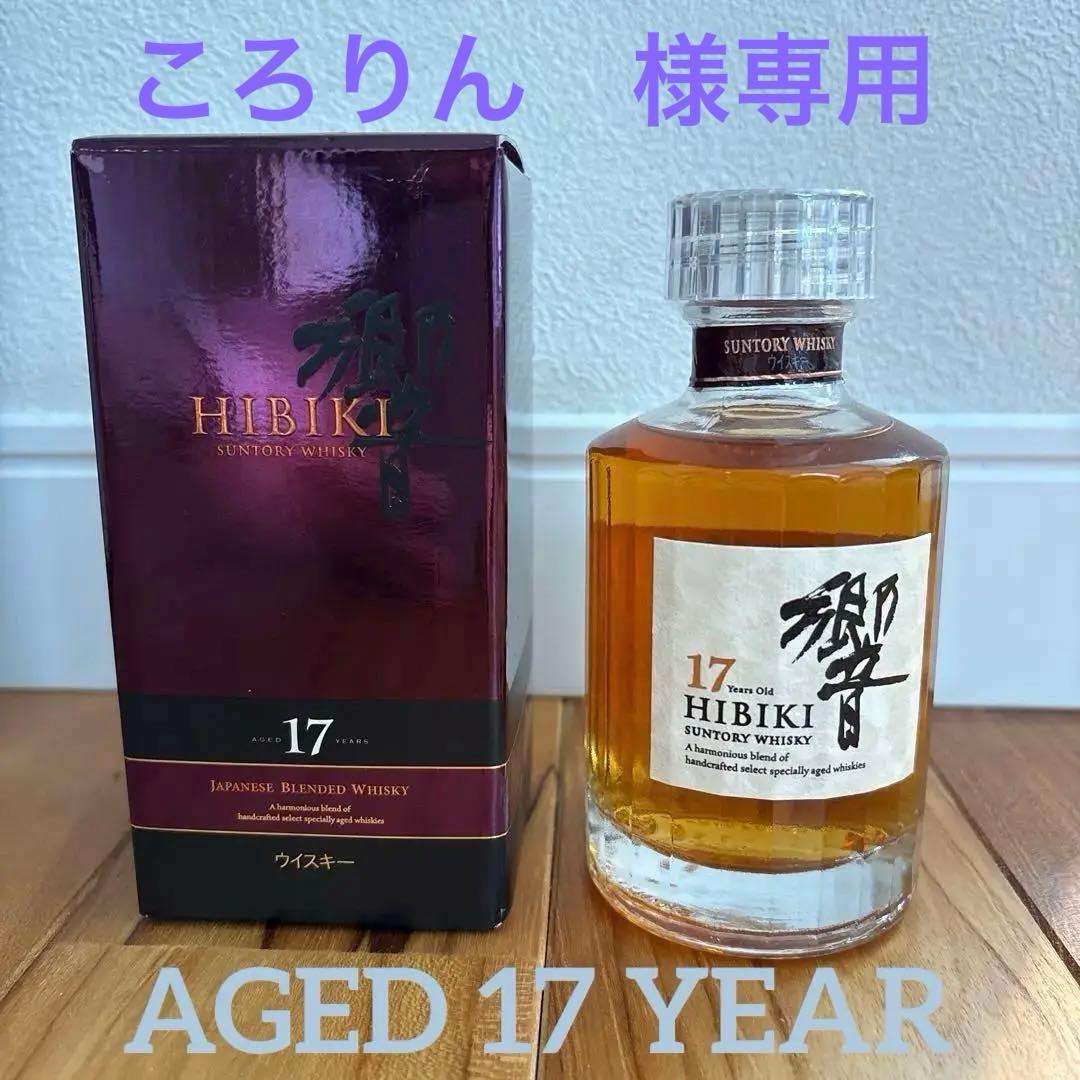 ころりん　様専用
響
HIBIKI
SUNTORY WHISKY
AGED 17 YEARS
JAPANESE BLENDED WHISKY
A harmonious blend of
handcrafted select specially aged whiskies
ウイスキー
SUNTORY WHISKY
ウイスキー
響
17 Years Old
HIBIKI
SUNTORY WHISKY
A harmonious blend of
handcrafted select specially aged whiskies
AGED 17 YEAR